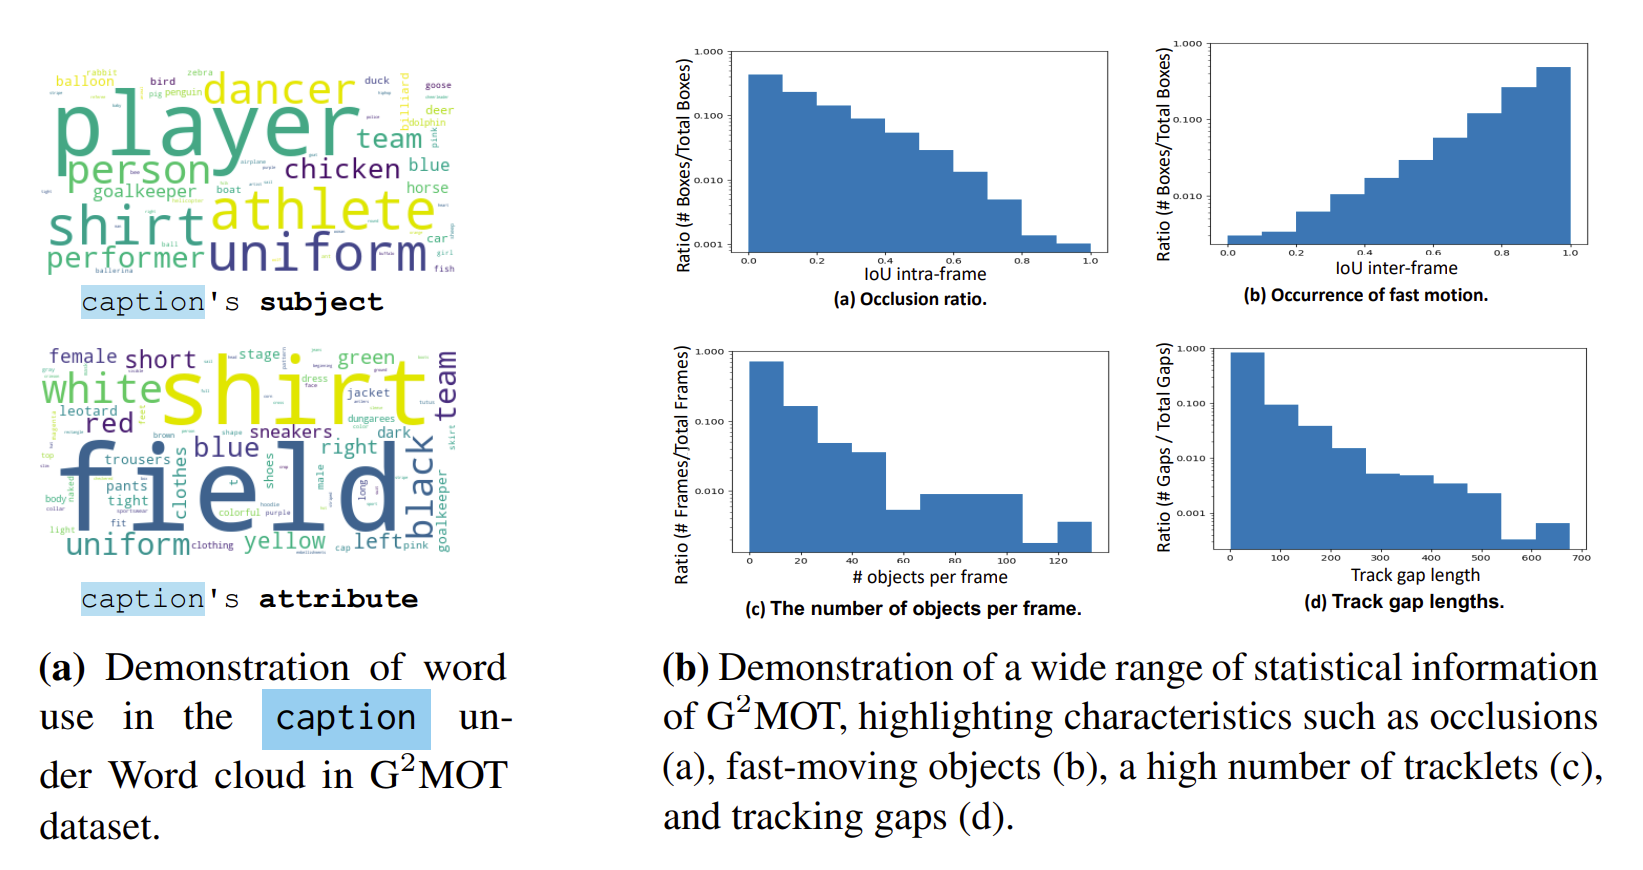 rabbit zebra
balloon bird dancer duck goose
pig penguin billiard
player deer
dolphin
team pink
person chicken blue
goalkeeper boat horse
shirt athlete
car
performer uniform girl
ball
ballerina fish
caption's subject
female short stage green team
white shirt
dress
face
leotard jacket
red dungarees
brown shape sneakers dark skirt
blue right
trousers clothes shoes male long black
field
top
pants
body naked tight
collar
fit colorful hoodie purple goalkeeper
light
uniform clothing yellow cap left pink
caption's attribute
(a) Demonstration of word
use in the caption un-
der Word cloud in G²MOT
dataset.
1.000
0.100
0.010
0.001
Ratio (# Boxes/Total Boxes)
0.0 0.2 0.4 0.6 0.8 1.0
IoU intra-frame
(a) Occlusion ratio.
1.000
0.100
0.010
Ratio (# Boxes/Total Boxes)
0.0 0.2 0.4 0.6 0.8 1.0
IoU inter-frame
(b) Occurrence of fast motion.
1.000
0.100
0.010
Ratio (# Frames/Total Frames)
0 20 40 60 80 100 120
# objects per frame
(c) The number of objects per frame.
1.000
0.100
0.010
0.001
Ratio (# Gaps / Total Gaps)
0 100 200 300 400 500 600 700
Track gap length
(d) Track gap lengths.
(b) Demonstration of a wide range of statistical information
of G²MOT, highlighting characteristics such as occlusions
(a), fast-moving objects (b), a high number of tracklets (c),
and tracking gaps (d).